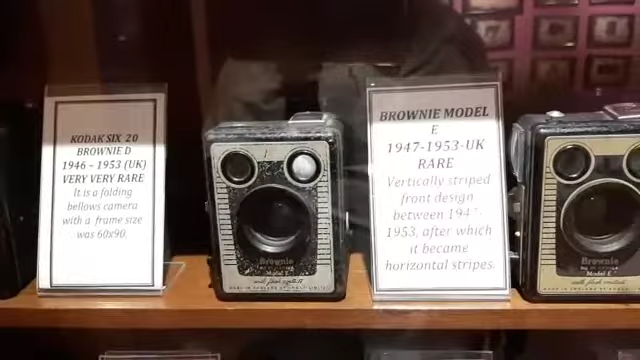 KODAK SIX 20
BROWNIE D
1946 - 1953 (UK)
VERY VERY RARE
It is a folding
bellows camera
with a frame size
was 60x90.
Brownie
Model E
BROWNIE MODEL
E
1947-1953-UK
RARE
Vertically striped
front design
between 194
1953, after which
it became
horizontal stripes.
Brownie
Model E